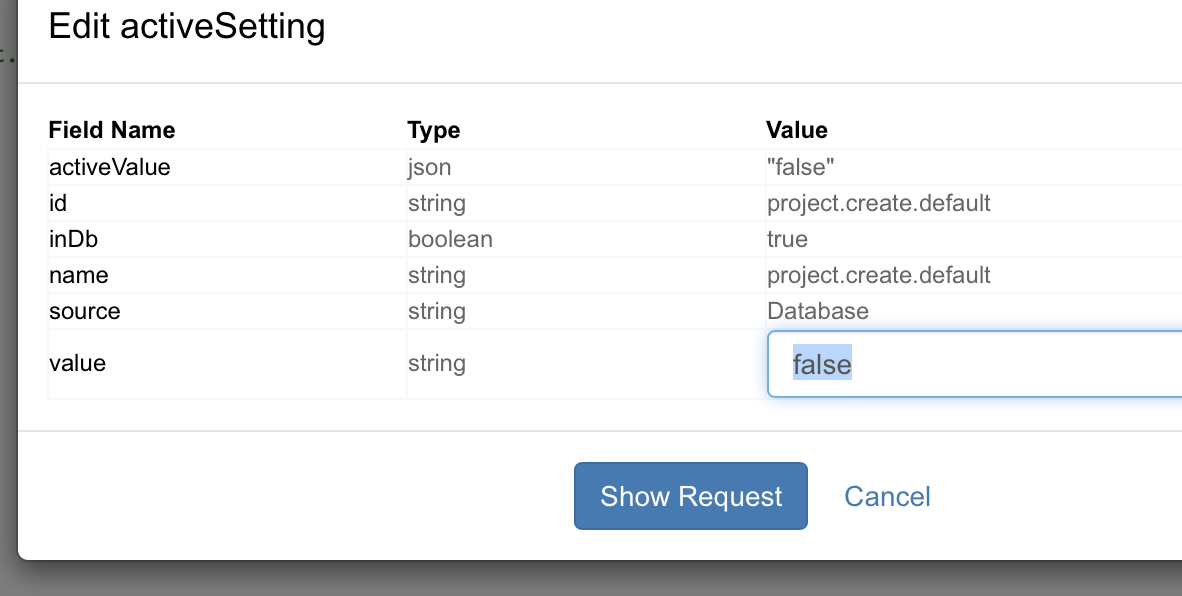 Edit activeSetting
Field Name Type Value
activeValue json "false"
id string project.create.default
inDb boolean true
name string project.create.default
source string Database
value string false
Show Request Cancel